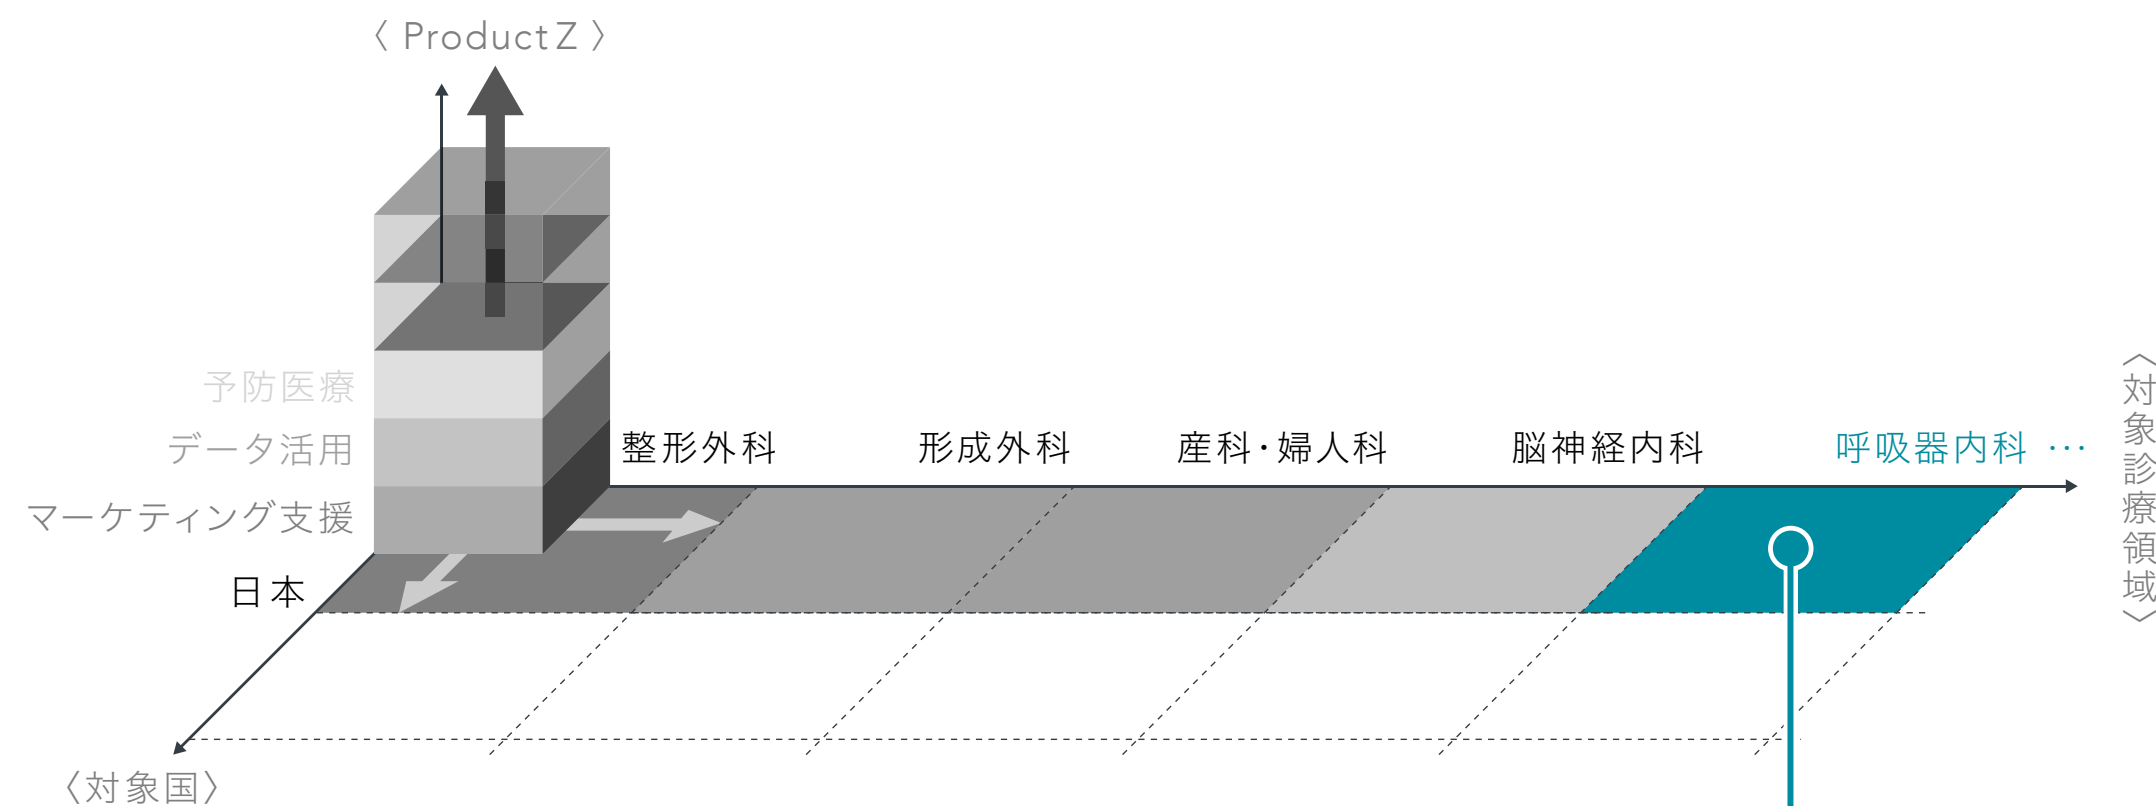 〈 ProductZ 〉
予防医療
データ活用
マーケティング支援
日本
整形外科
形成外科
産科・婦人科
脳神経内科
呼吸器内科 …
〈対象診療領域〉
〈対象国〉